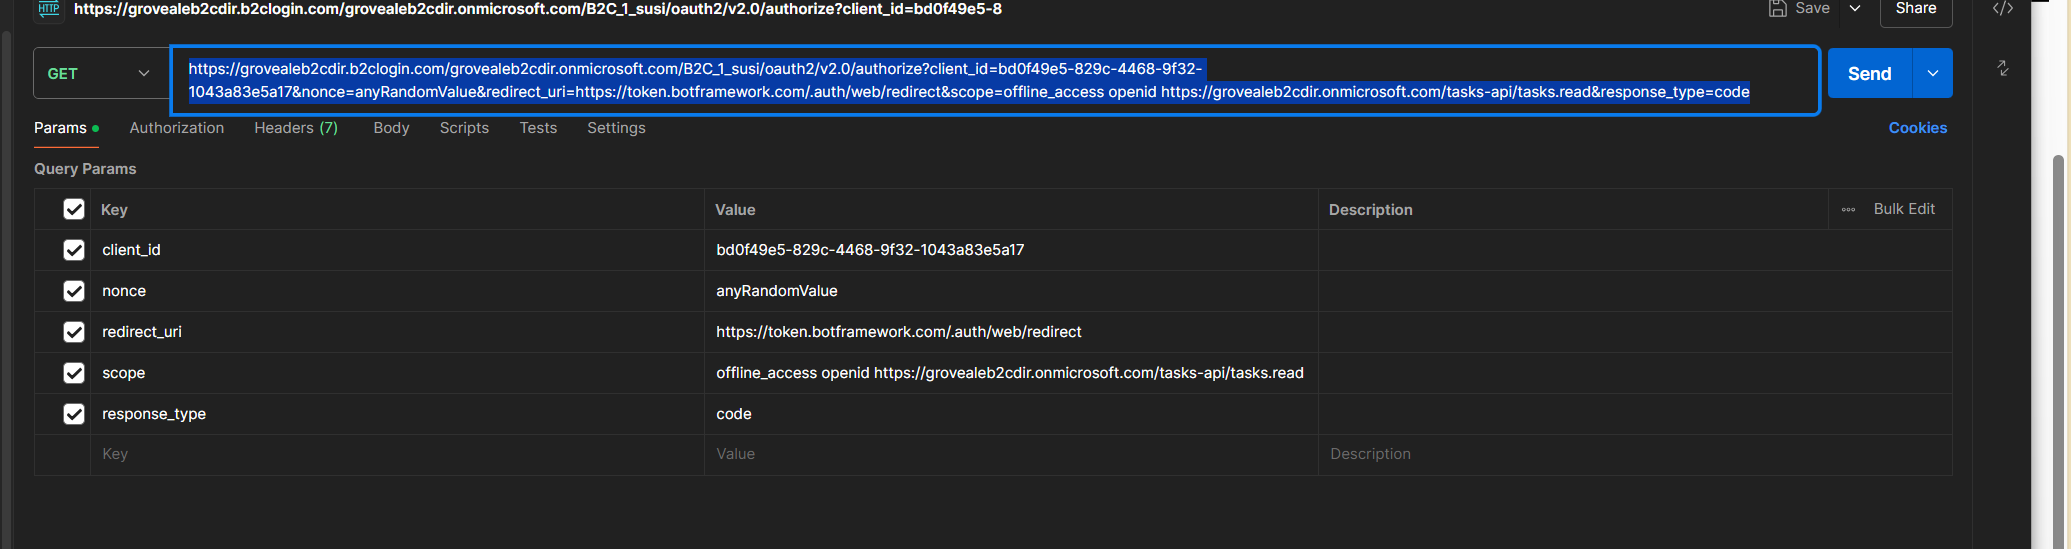 HTTP https://grovealeb2cdir.b2clogin.com/grovealeb2cdir.onmicrosoft.com/B2C_1_susi/oauth2/v2.0/authorize?client_id=bd0f49e5-8 Save Share </>
GET https://grovealeb2cdir.b2clogin.com/grovealeb2cdir.onmicrosoft.com/B2C_1_susi/oauth2/v2.0/authorize?client_id=bd0f49e5-829c-4468-9f32-
1043a83e5a17&nonce=anyRandomValue&redirect_uri=https://token.botframework.com/.auth/web/redirect&scope=offline_access openid https://grovealeb2cdir.onmicrosoft.com/tasks-api/tasks.read&response_type=code
Send
Params Authorization Headers (7) Body Scripts Tests Settings Cookies
Query Params
Key Value Description Bulk Edit
client_id bd0f49e5-829c-4468-9f32-1043a83e5a17
nonce anyRandomValue
redirect_uri https://token.botframework.com/.auth/web/redirect
scope offline_access openid https://grovealeb2cdir.onmicrosoft.com/tasks-api/tasks.read
response_type code
Key Value Description